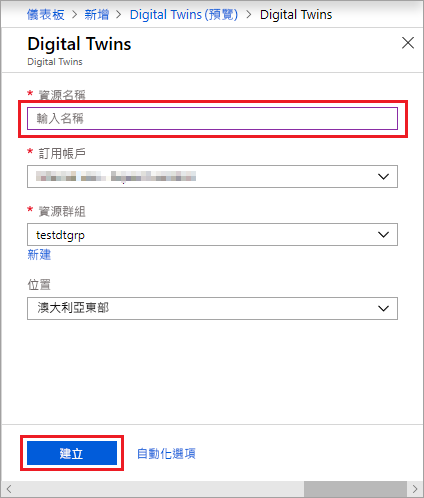 儀表板 > 新增 > Digital Twins (預覽) > Digital Twins
Digital Twins
Digital Twins
* 資源名稱
輸入名稱
* 訂用帳戶
* 資源群組
testdtgrp
新建
位置
澳大利亞東部
建立 自動化選項